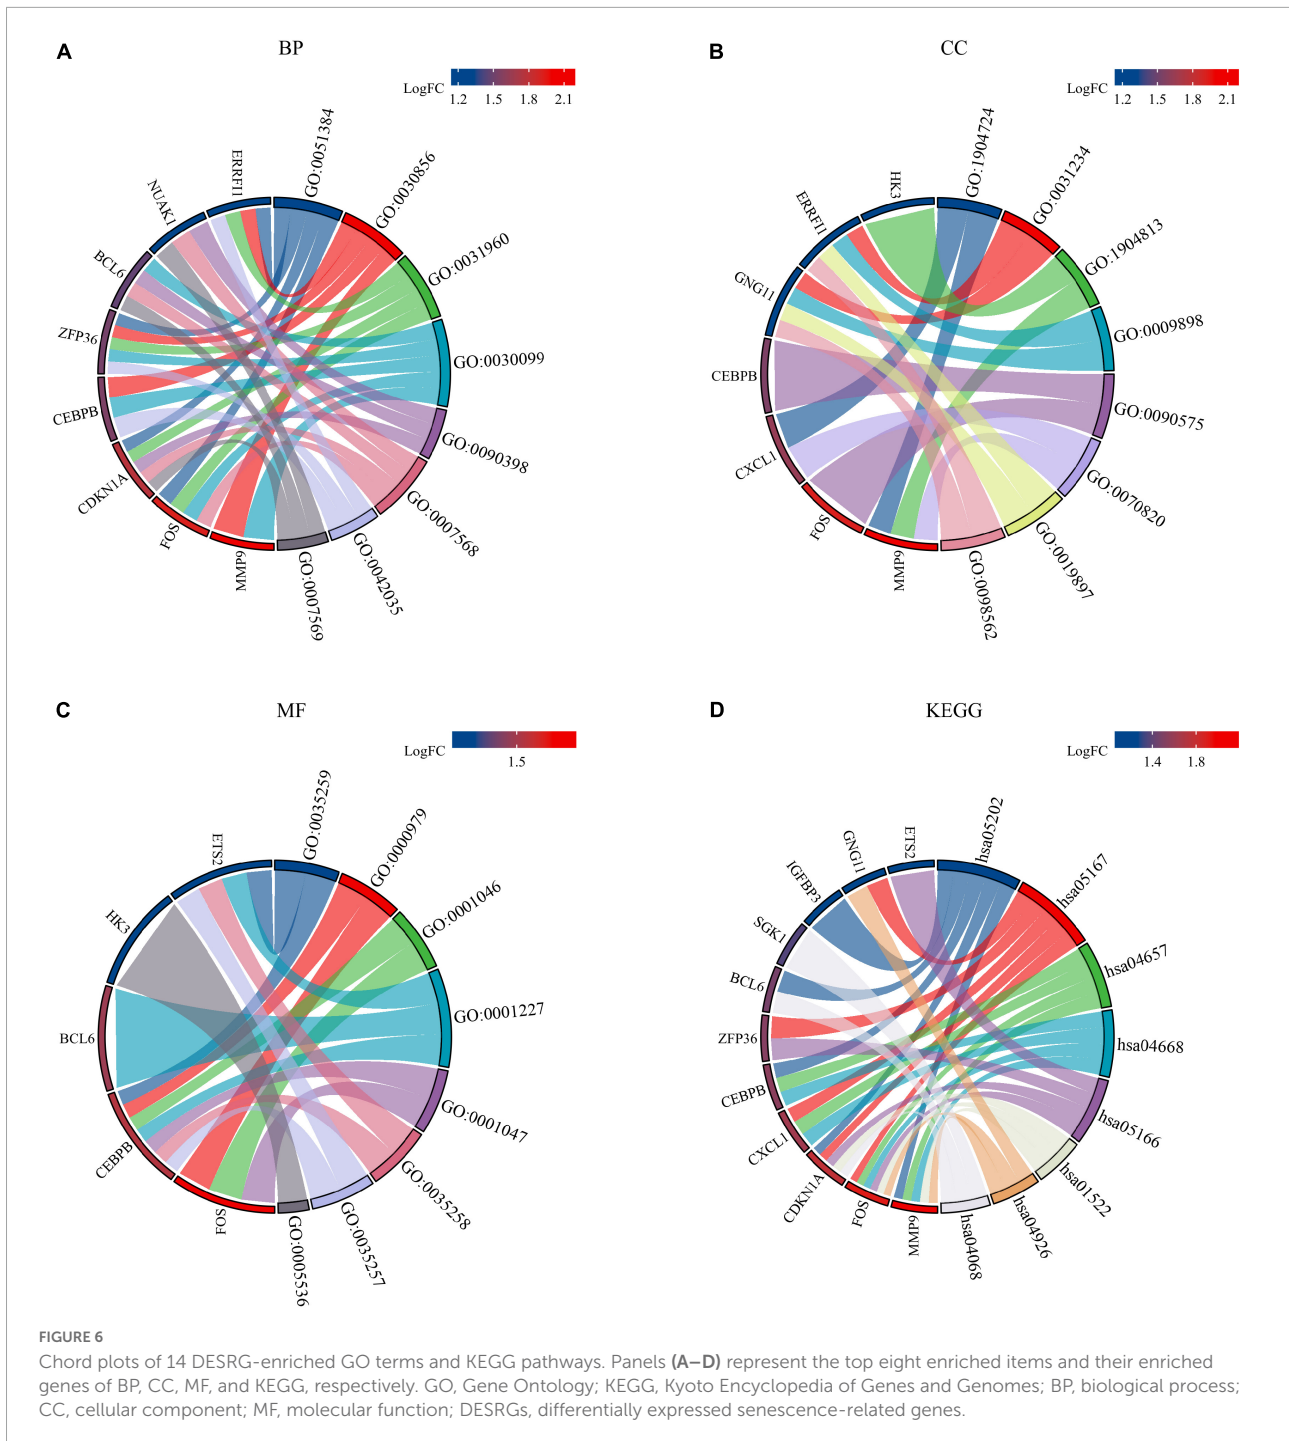 A
BP
LogFC
1.2 1.5 1.8 2.1
GO:0051384
GO:0030856
GO:0031960
GO:0030099
GO:0090398
GO:0007568
GO:0042035
GO:0007569
MMP9
FOS
CDKN1A
CEBPB
ZFP36
BCL6
NUAK1
ERRFI1
B
CC
LogFC
1.2 1.5 1.8 2.1
GO:1904724
GO:0031234
GO:1904813
GO:0009898
GO:0090575
GO:0070820
GO:0019897
GO:0098562
MMP9
FOS
CXCL1
CEBPB
GNG11
ERRFI1
HK3
C
MF
LogFC
1.5
GO:0035259
GO:0000979
GO:0001046
GO:0001227
GO:0001047
GO:0035258
GO:0035257
GO:0005536
FOS
CEBPB
BCL6
HK3
ETS2
D
KEGG
LogFC
1.4 1.8
hsa05202
hsa05167
hsa04657
hsa04668
hsa05166
hsa01522
hsa04926
hsa04068
MMP9
FOS
CDKN1A
CXCL1
CEBPB
ZFP36
BCL6
SGK1
IGFBP3
GNG11
ETS2
FIGURE 6
Chord plots of 14 DESRG-enriched GO terms and KEGG pathways. Panels (A–D) represent the top eight enriched items and their enriched
genes of BP, CC, MF, and KEGG, respectively. GO, Gene Ontology; KEGG, Kyoto Encyclopedia of Genes and Genomes; BP, biological process;
CC, cellular component; MF, molecular function; DESRGs, differentially expressed senescence-related genes.